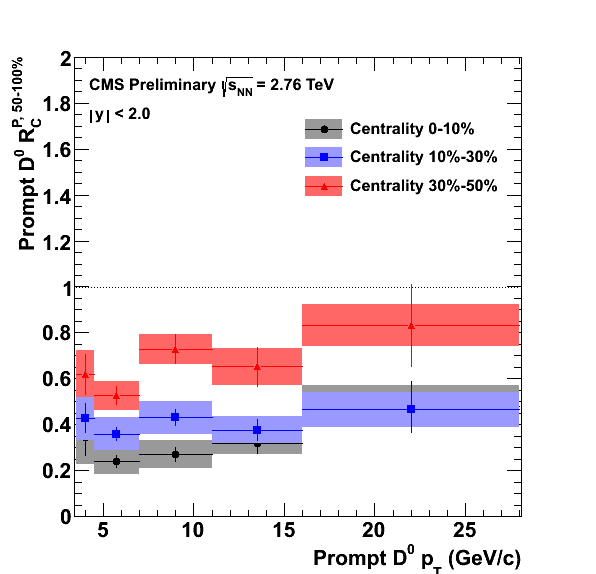 CMS Preliminary √sNN = 2.76 TeV
|y| < 2.0
Centrality 0-10%
Centrality 10%-30%
Centrality 30%-50%
Prompt D0 RCP, 50-100%
2
1.8
1.6
1.4
1.2
1
0.8
0.6
0.4
0.2
0
5 10 15 20 25
Prompt D0 pT (GeV/c)